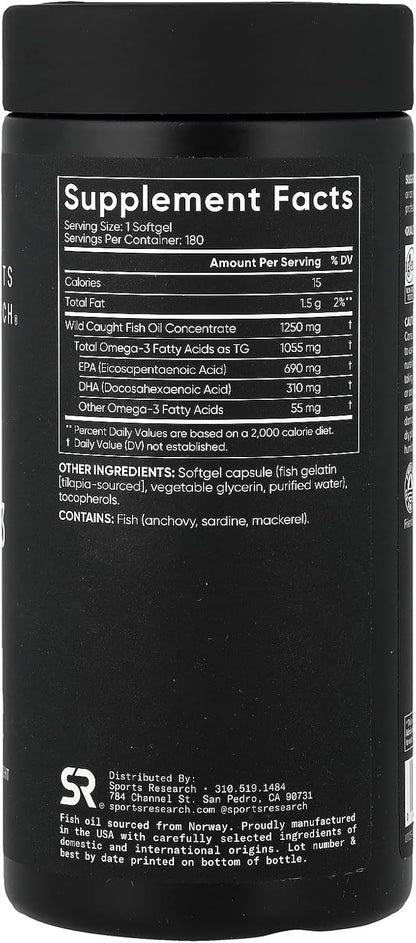 Supplement Facts
Serving Size: 1 Softgel
Servings Per Container: 180
Amount Per Serving % DV
Calories 15
Total Fat 1.5 g 2%**
Wild Caught Fish Oil Concentrate 1250 mg †
Total Omega-3 Fatty Acids as TG 1055 mg †
EPA (Eicosapentaenoic Acid) 690 mg †
DHA (Docosahexaenoic Acid) 310 mg †
Other Omega-3 Fatty Acids 55 mg †
** Percent Daily Values are based on a 2,000 calorie diet.
† Daily Value (DV) not established.
OTHER INGREDIENTS: Softgel capsule (fish gelatin
[tilapia-sourced], vegetable glycerin, purified water),
tocopherols.
CONTAINS: Fish (anchovy, sardine, mackerel).
SR®
Distributed By:
Sports Research • 310.519.1484
784 Channel St. San Pedro, CA 90731
sportsresearch.com @sportsresearch
Fish oil sourced from Norway. Proudly manufactured
in the USA with carefully selected ingredients of
domestic and international origins. Lot number &
best by date printed on bottom of bottle.